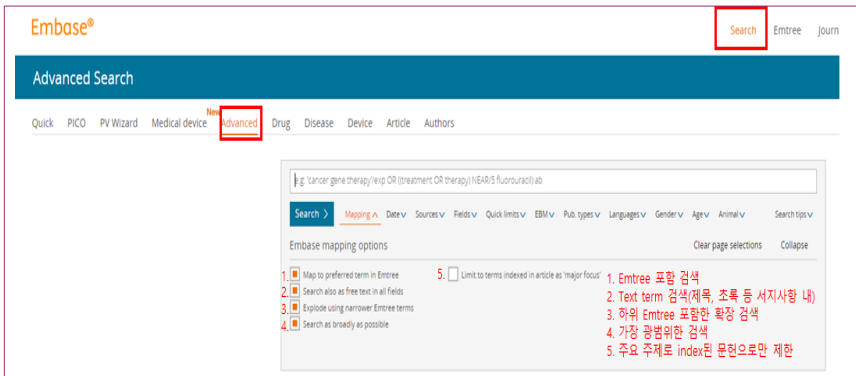 Embase®
Search Emtree Journ
Advanced Search
New
Quick PICO PV Wizard Medical device Advanced Drug Disease Device Article Authors
e.g. 'cancer gene therapy'/exp OR ((treatment OR therapy) NEAR/5 fluorouracil):ab
Search > Mapping Date Sources Fields Quick limits EBM Pub. types Languages Gender Age Animal Search tips
Embase mapping options Clear page selections Collapse
1. Map to preferred term in Emtree
2. Search also as free text in all fields
3. Explode using narrower Emtree terms
4. Search as broadly as possible
5. Limit to terms indexed in article as 'major focus'
1. Emtree 포함 검색
2. Text term 검색(제목, 초록 등 서지사항 내)
3. 하위 Emtree 포함한 확장 검색
4. 가장 광범위한 검색
5. 주요 주제로 index된 문헌으로만 제한